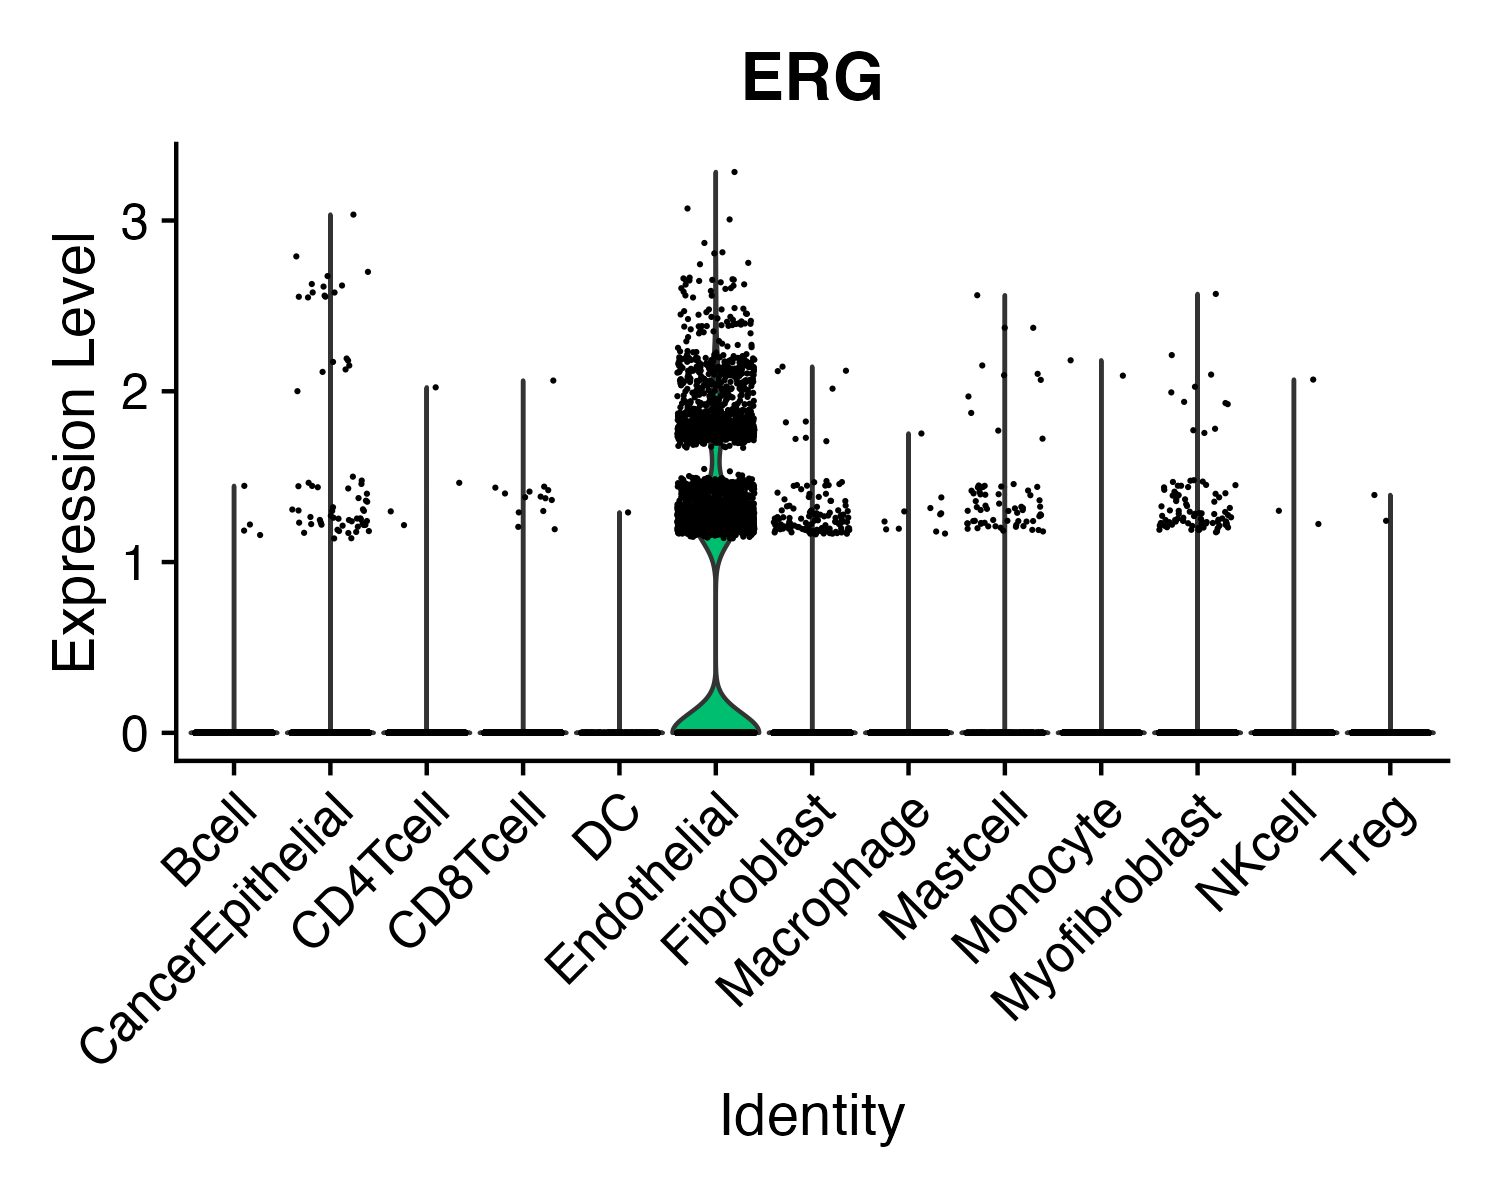 ERG
Expression Level
3
2
1
0
Bcell
CancerEpithelial
CD4Tcell
CD8Tcell
DC
Endothelial
Fibroblast
Macrophage
Mastcell
Monocyte
Myofibroblast
NKcell
Treg
Identity